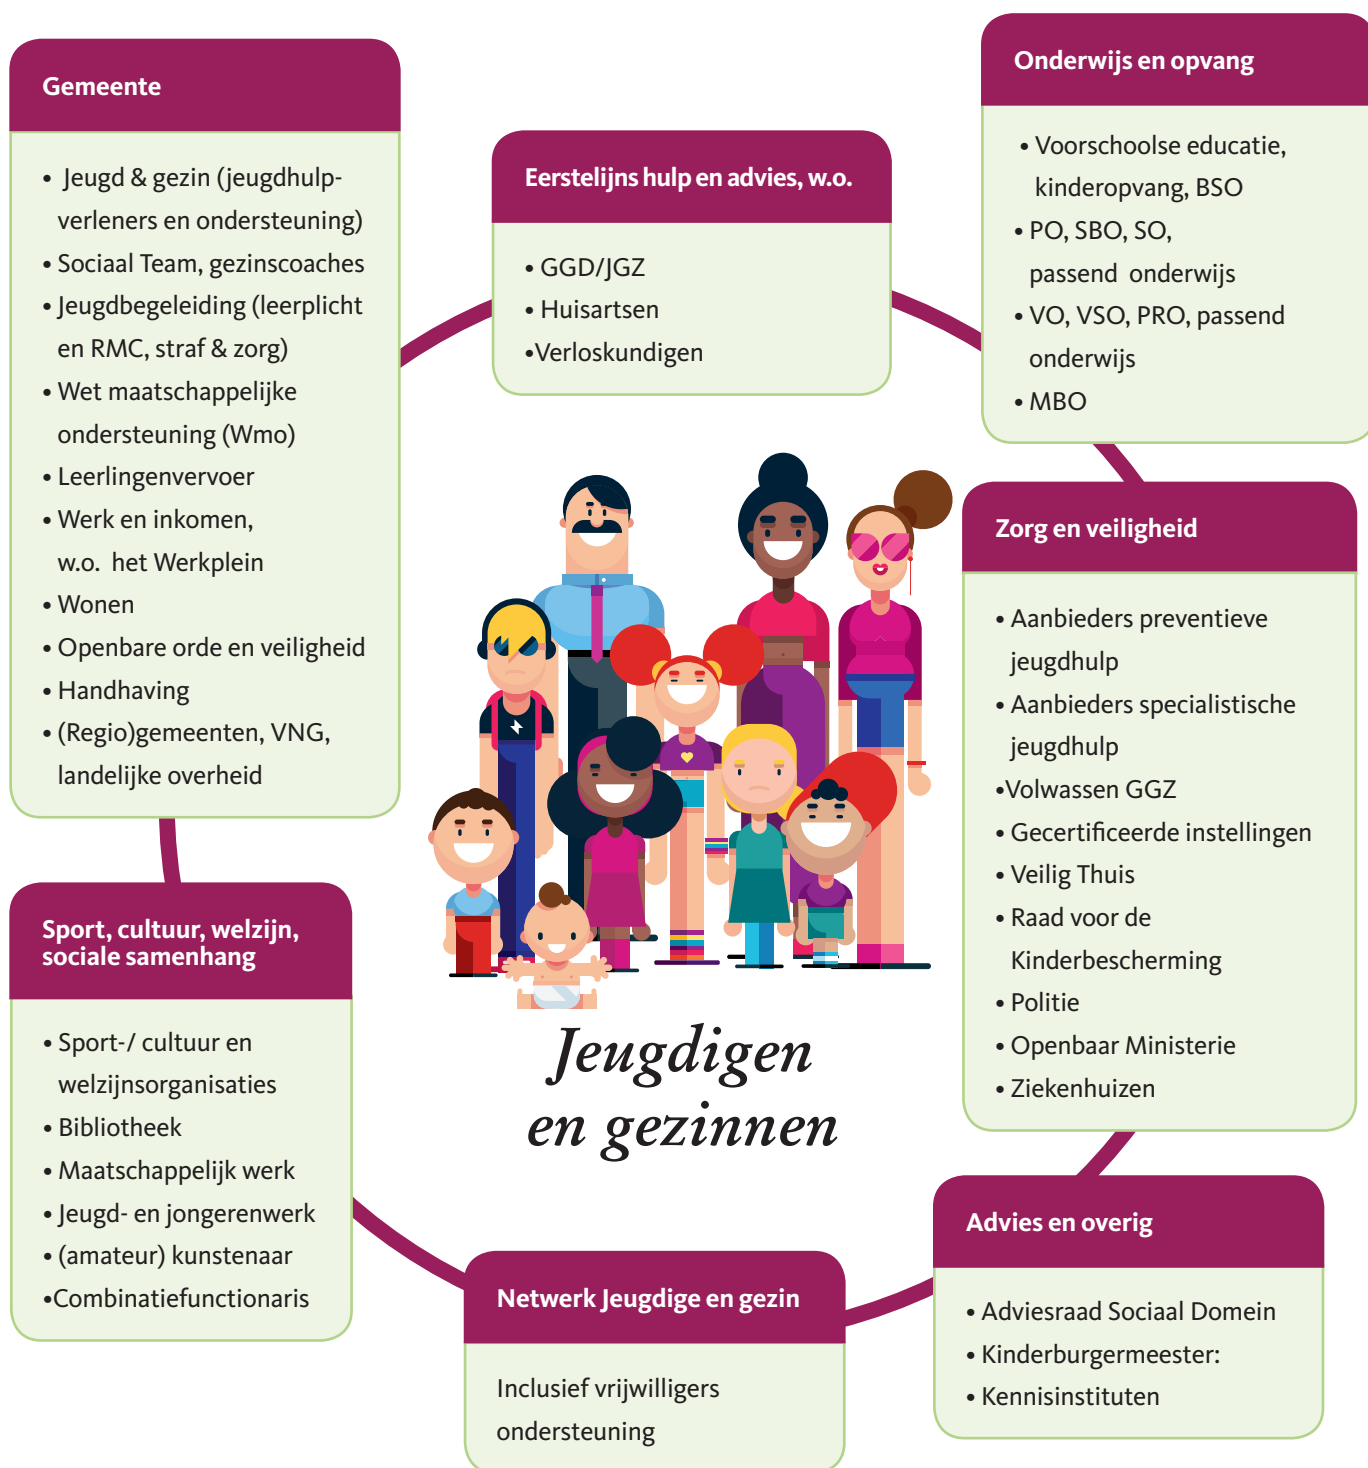 Gemeente
• Jeugd & gezin (jeugdhulp-
verleners en ondersteuning)
• Sociaal Team, gezinscoaches
• Jeugdbegeleiding (leerplicht
en RMC, straf & zorg)
• Wet maatschappelijke
ondersteuning (Wmo)
• Leerlingenvervoer
• Werk en inkomen,
w.o. het Werkplein
• Wonen
• Openbare orde en veiligheid
• Handhaving
• (Regio)gemeenten, VNG,
landelijke overheid
Eerstelijns hulp en advies, w.o.
• GGD/JGZ
• Huisartsen
•Verloskundigen
Onderwijs en opvang
• Voorschoolse educatie,
kinderopvang, BSO
• PO, SBO, SO,
passend onderwijs
• VO, VSO, PRO, passend
onderwijs
• MBO
Zorg en veiligheid
• Aanbieders preventieve
jeugdhulp
• Aanbieders specialistische
jeugdhulp
•Volwassen GGZ
• Gecertificeerde instellingen
• Veilig Thuis
• Raad voor de
Kinderbescherming
• Politie
• Openbaar Ministerie
• Ziekenhuizen
Jeugdigen
en gezinnen
Sport, cultuur, welzijn,
sociale samenhang
• Sport-/ cultuur en
welzijnsorganisaties
• Bibliotheek
• Maatschappelijk werk
• Jeugd- en jongerenwerk
• (amateur) kunstenaar
•Combinatiefunctionaris
Netwerk Jeugdige en gezin
Inclusief vrijwilligers
ondersteuning
Advies en overig
• Adviesraad Sociaal Domein
• Kinderburgermeester:
• Kennisinstituten